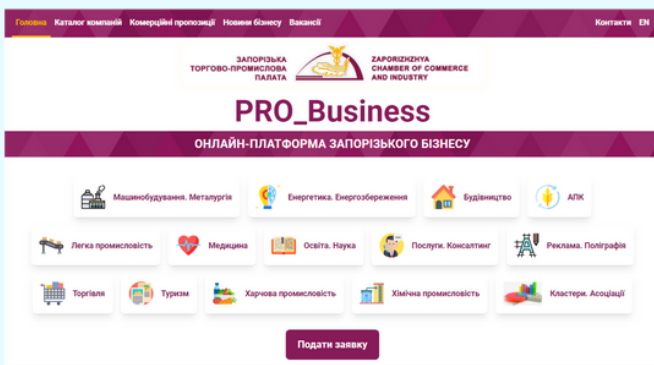 Головна Каталог компаній Комерційні пропозиції Новини бізнесу Вакансії Контакти EN
ЗАПОРІЗЬКА
ТОРГОВО-ПРОМИСЛОВА
ПАЛАТА
ZAPORIZHZHYA
CHAMBER OF COMMERCE
AND INDUSTRY
PRO_Business
ОНЛАЙН-ПЛАТФОРМА ЗАПОРІЗЬКОГО БІЗНЕСУ
Машинобудування. Металургія Енергетика. Енергозбереження Будівництво АПК
Легка промисловість Медицина Освіта. Наука Послуги. Консалтинг Реклама. Поліграфія
Торгівля Туризм Харчова промисловість Хімічна промисловість Кластери. Асоціації
Подати заявку